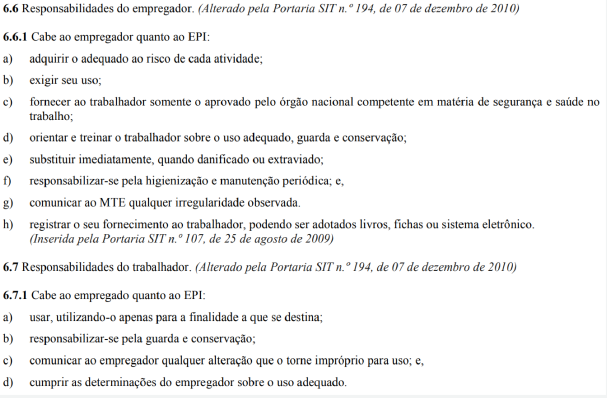 6.6 Responsabilidades do empregador. (Alterado pela Portaria SIT n.º 194, de 07 de dezembro de 2010)
6.6.1 Cabe ao empregador quanto ao EPI:
a) adquirir o adequado ao risco de cada atividade;
b) exigir seu uso;
c) fornecer ao trabalhador somente o aprovado pelo órgão nacional competente em matéria de segurança e saúde no
trabalho;
d) orientar e treinar o trabalhador sobre o uso adequado, guarda e conservação;
e) substituir imediatamente, quando danificado ou extraviado;
f) responsabilizar-se pela higienização e manutenção periódica; e,
g) comunicar ao MTE qualquer irregularidade observada.
h) registrar o seu fornecimento ao trabalhador, podendo ser adotados livros, fichas ou sistema eletrônico.
(Inserida pela Portaria SIT n.º 107, de 25 de agosto de 2009)
6.7 Responsabilidades do trabalhador. (Alterado pela Portaria SIT n.º 194, de 07 de dezembro de 2010)
6.7.1 Cabe ao empregado quanto ao EPI:
a) usar, utilizando-o apenas para a finalidade a que se destina;
b) responsabilizar-se pela guarda e conservação;
c) comunicar ao empregador qualquer alteração que o torne impróprio para uso; e,
d) cumprir as determinações do empregador sobre o uso adequado.